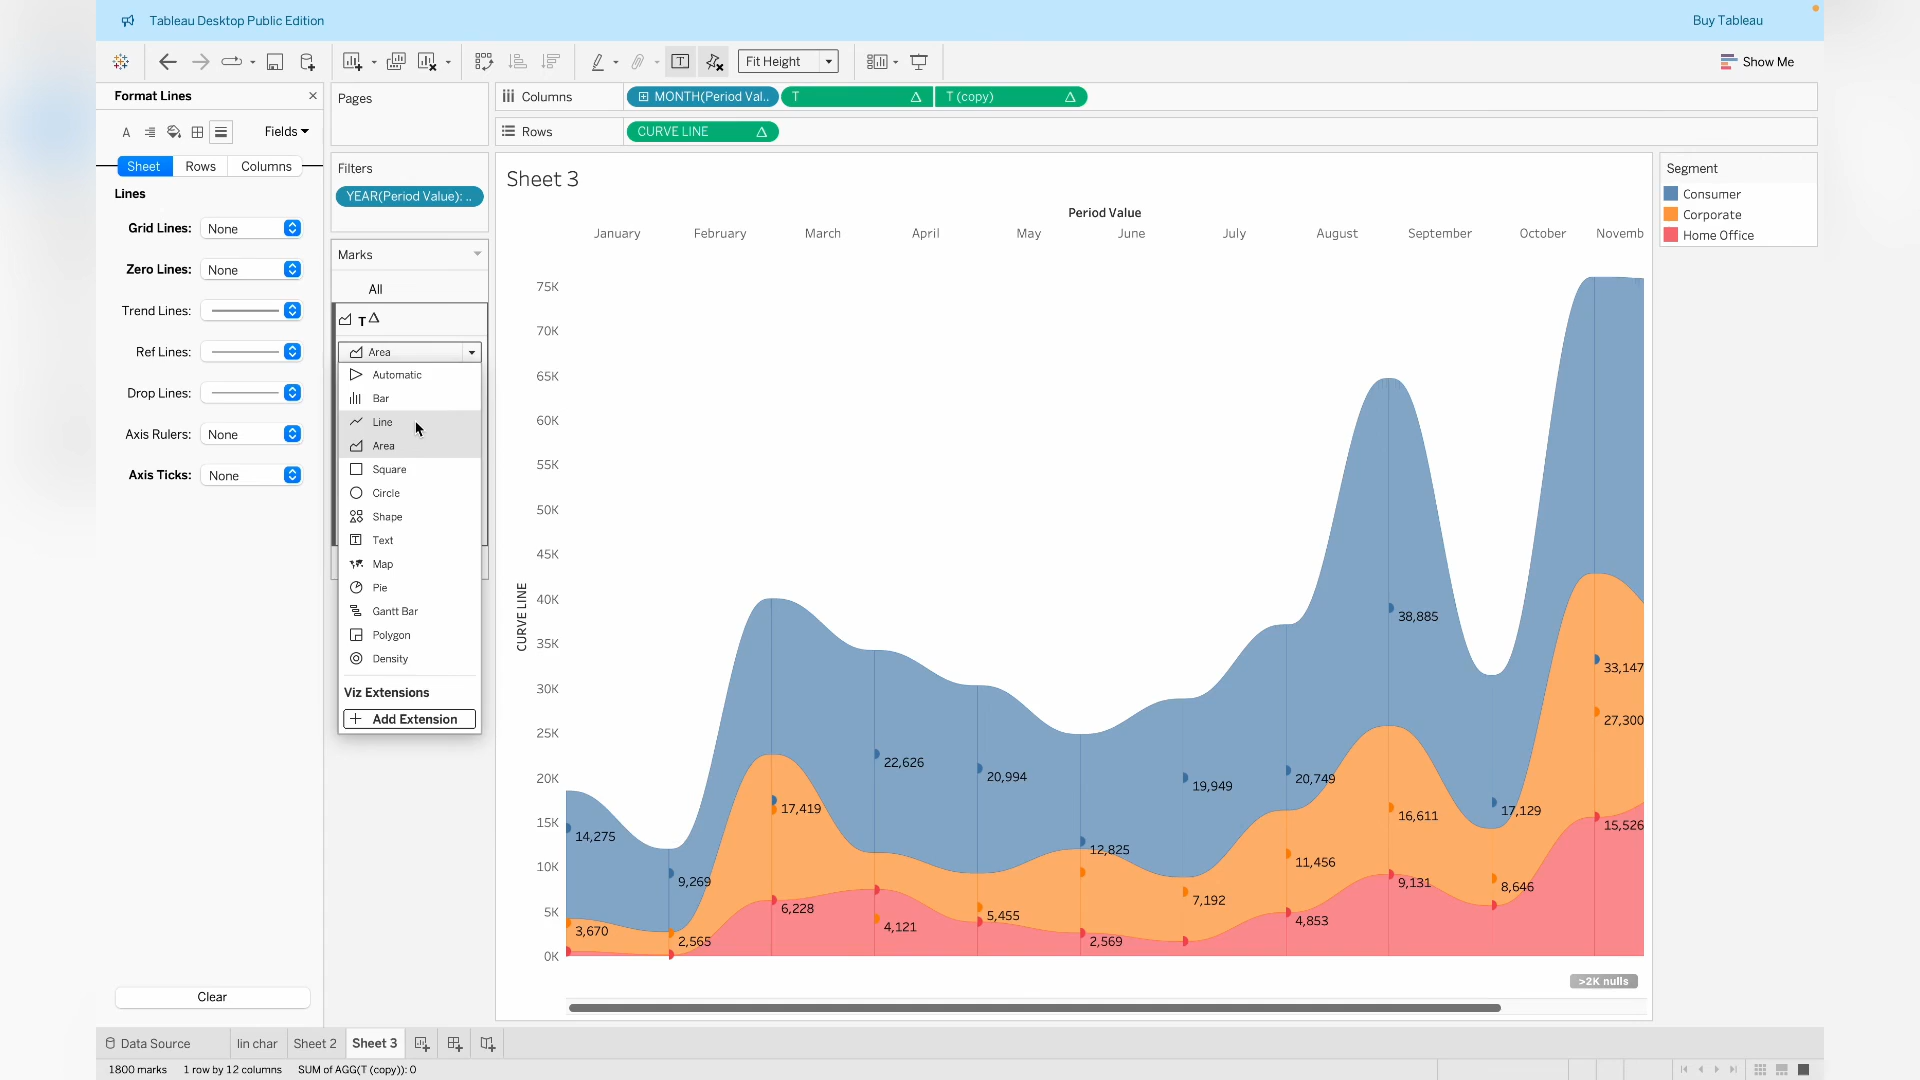 Tableau Desktop Public Edition
Buy Tableau
Fit Height
Show Me
Format Lines
Fields
Sheet
Rows
Columns
Lines
Grid Lines: None
Zero Lines: None
Trend Lines:
Ref Lines:
Drop Lines:
Axis Rulers: None
Axis Ticks: None
Clear
Pages
Filters
YEAR(Period Value): ..
Marks
All
T
Area
Automatic
Bar
Line
Area
Square
Circle
Shape
Text
Map
Pie
Gantt Bar
Polygon
Density
Viz Extensions
Add Extension
Columns
MONTH(Period Val..
T
T (copy)
Rows
CURVE LINE
Sheet 3
Period Value
January February March April May June July August September October Novemb
75K
70K
65K
60K
55K
50K
45K
40K
35K
30K
25K
20K
15K
10K
5K
0K
CURVE LINE
14,275
3,670
9,269
2,565
17,419
6,228
22,626
4,121
20,994
5,455
12,825
2,569
19,949
7,192
20,749
11,456
4,853
38,885
16,611
9,131
17,129
8,646
33,147
27,300
15,526
>2K nulls
Segment
Consumer
Corporate
Home Office
Data Source
lin char
Sheet 2
Sheet 3
1800 marks 1 row by 12 columns SUM of AGG(T (copy)): 0